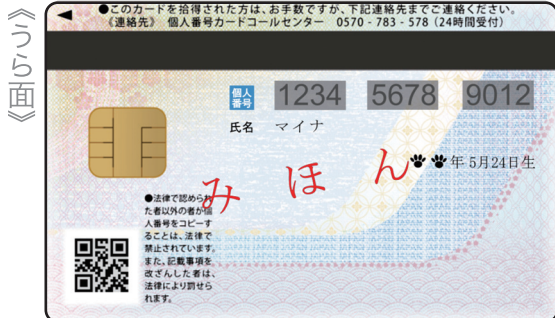 《うら面》
●このカードを拾得された方は、お手数ですが、下記連絡先までご連絡ください。
《連絡先》 個人番号カードコールセンター 0570-783-578（24時間受付）
個人番号 1234 5678 9012
氏名 マイナ
年 5月24日生
みほん
●法律で認められ
た者以外の者が個
人番号をコピーす
ることは、法律で
禁止されています。
また、記載事項を
改ざんした者は、
法律により罰せら
れます。